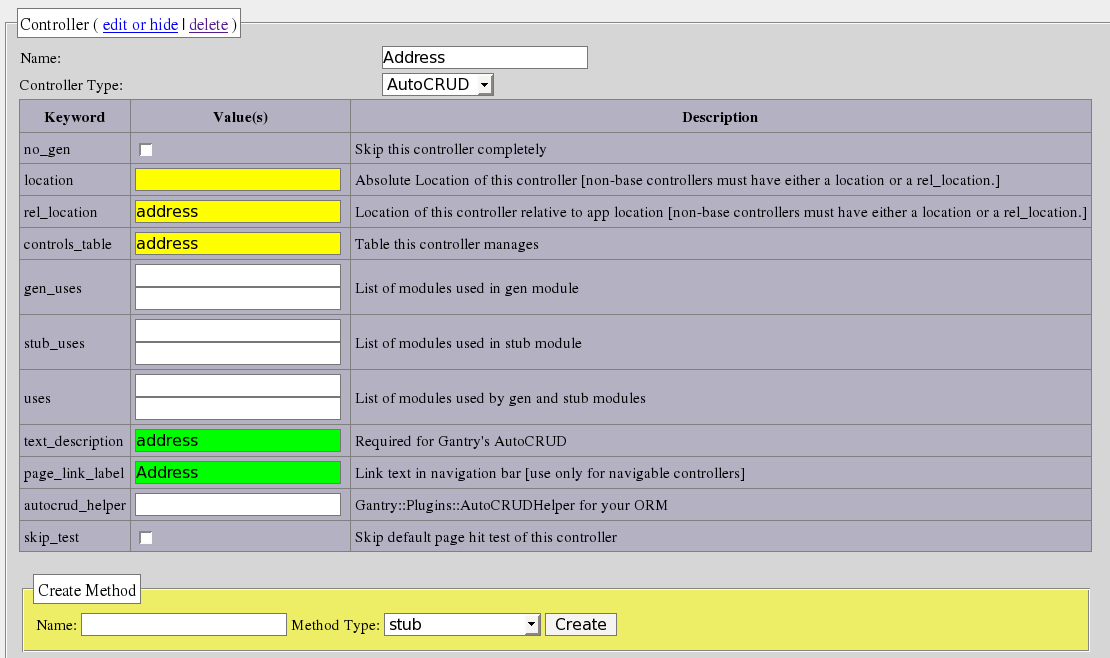 Controller ( edit or hide | delete )
Name: Address
Controller Type: AutoCRUD
Keyword Value(s) Description
no_gen Skip this controller completely
location Absolute Location of this controller [non-base controllers must have either a location or a rel_location.]
rel_location address Location of this controller relative to app location [non-base controllers must have either a location or a rel_location.]
controls_table address Table this controller manages
gen_uses List of modules used in gen module
stub_uses List of modules used in stub module
uses List of modules used by gen and stub modules
text_description address Required for Gantry's AutoCRUD
page_link_label Address Link text in navigation bar [use only for navigable controllers]
autocrud_helper Gantry::Plugins::AutoCRUDHelper for your ORM
skip_test Skip default page hit test of this controller
Create Method
Name: Method Type: stub Create